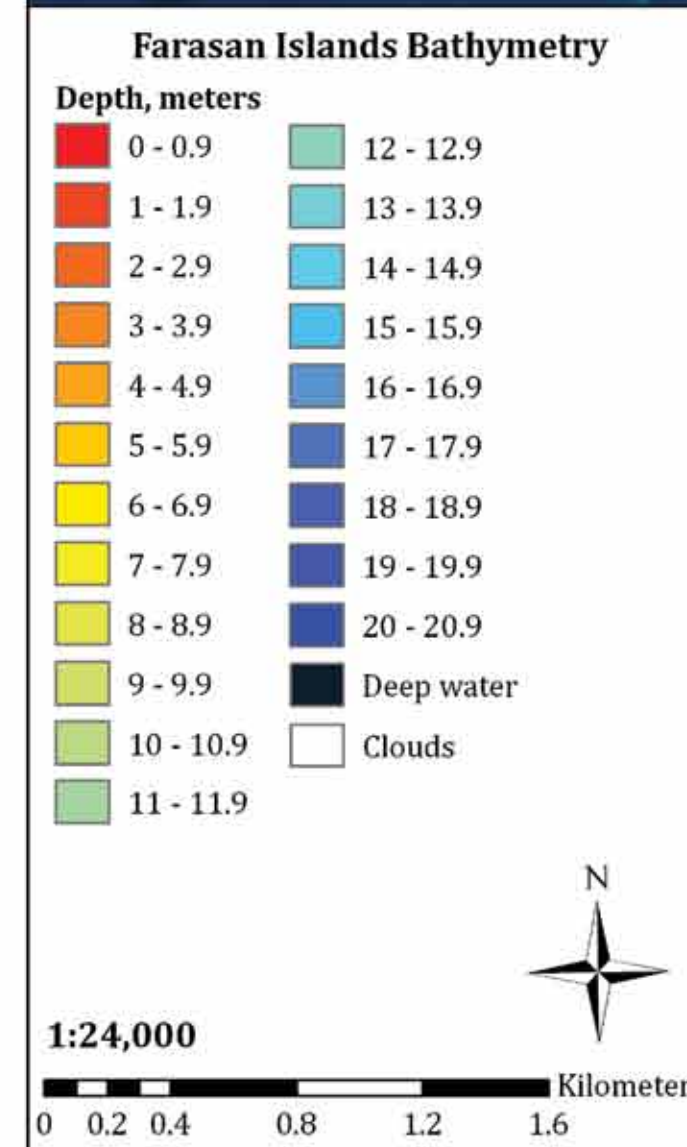 Farasan Islands Bathymetry
Depth, meters
0 - 0.9
1 - 1.9
2 - 2.9
3 - 3.9
4 - 4.9
5 - 5.9
6 - 6.9
7 - 7.9
8 - 8.9
9 - 9.9
10 - 10.9
11 - 11.9
12 - 12.9
13 - 13.9
14 - 14.9
15 - 15.9
16 - 16.9
17 - 17.9
18 - 18.9
19 - 19.9
20 - 20.9
Deep water
Clouds
N
1:24,000
Kilometer
0 0.2 0.4 0.8 1.2 1.6